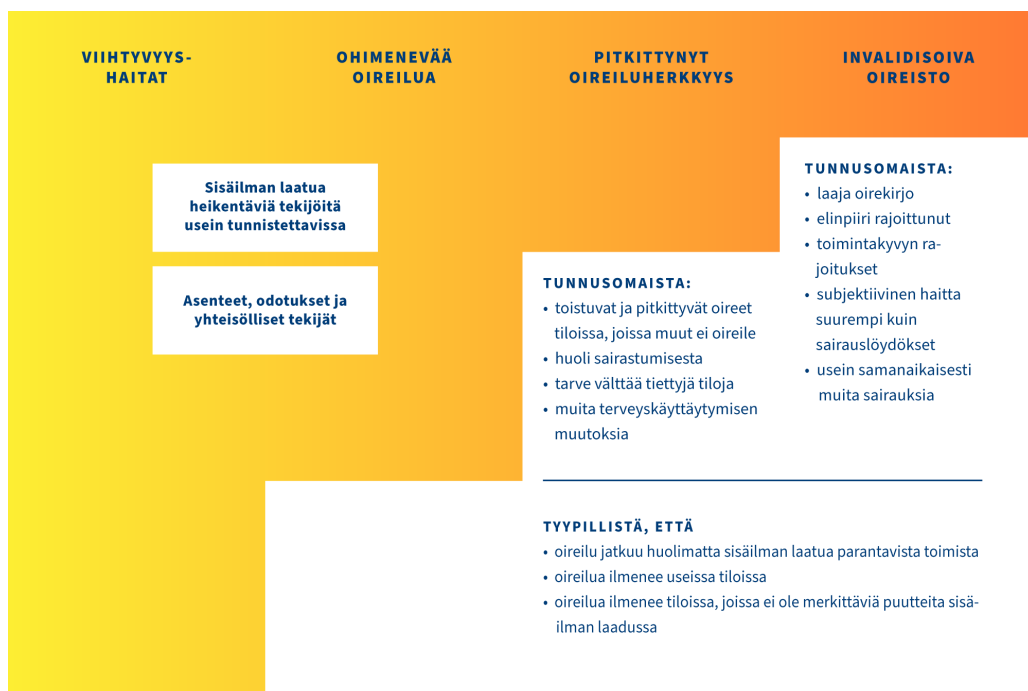 VIIHTYVYYS-
HAITAT
OHIMENEVÄÄ
OIREILUA
PITKITTYNYT
OIREILUHERKKYYS
INVALIDISOIVA
OIREISTO
Sisäilman laatua
heikentäviä tekijöitä
usein tunnistettavissa
Asenteet, odotukset ja
yhteisölliset tekijät
TUNNUSOMAISTA:
• toistuvat ja pitkittyvät oireet
tiloissa, joissa muut ei oireile
• huoli sairastumisesta
• tarve välttää tiettyjä tiloja
• muita terveyskäyttäytymisen
muutoksia
TUNNUSOMAISTA:
• laaja oirekirjo
• elinpiiri rajoittunut
• toimintakyvyn ra-
joitukset
• subjektiivinen haitta
suurempi kuin
sairauslöydökset
• usein samanaikaisesti
muita sairauksia
TYYPILLISTÄ, ETTÄ
• oireilu jatkuu huolimatta sisäilman laatua parantavista toimista
• oireilua ilmenee useissa tiloissa
• oireilua ilmenee tiloissa, joissa ei ole merkittäviä puutteita sisä-
ilman laadussa